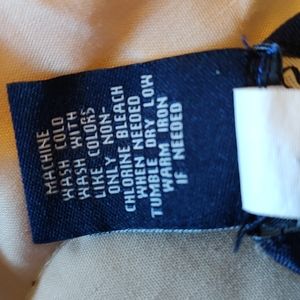 MACHINE
WASH COLD
WASH WITH
LIKE COLORS
ONLY NON-
CHLORINE BLEACH
WHEN NEEDED
TUMBLE DRY LOW
WARM IRON
IF NEEDED